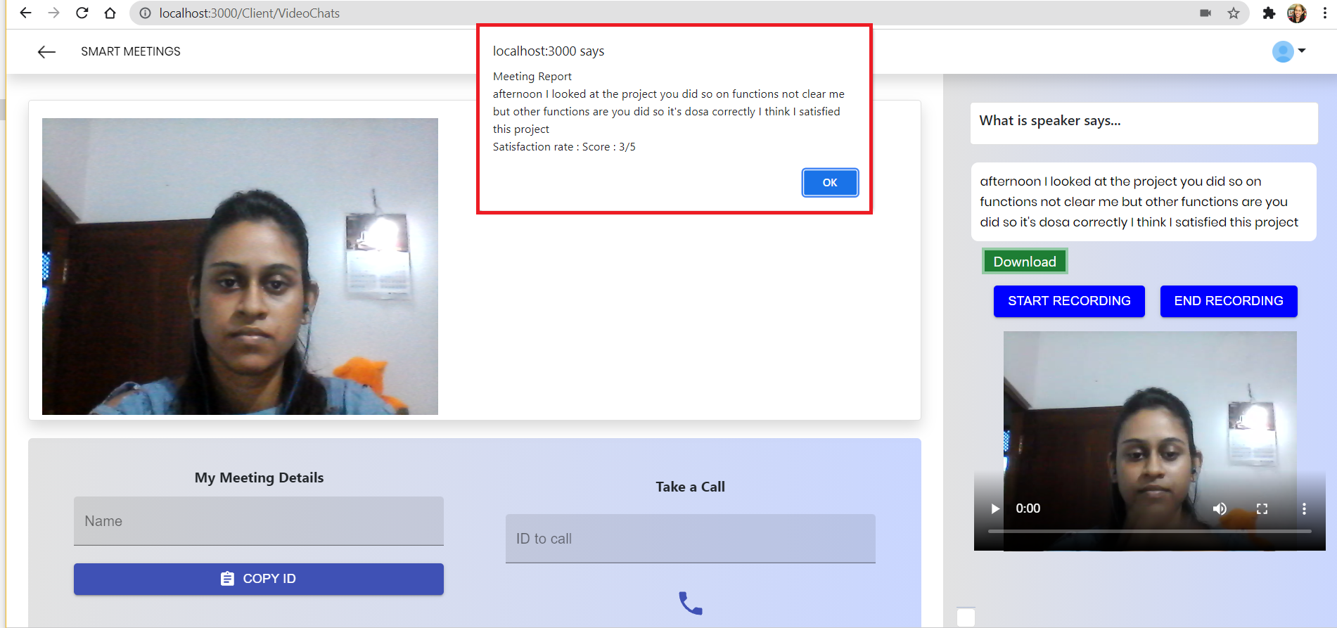 localhost:3000/Client/VideoChats
SMART MEETINGS
localhost:3000 says
Meeting Report
afternoon I looked at the project you did so on functions not clear me
but other functions are you did so it's dosa correctly I think I satisfied
this project
Satisfaction rate : Score : 3/5
OK
What is speaker says...
afternoon I looked at the project you did so on
functions not clear me but other functions are you
did so it's dosa correctly I think I satisfied this project
Download
START RECORDING
END RECORDING
0:00
My Meeting Details
Name
COPY ID
Take a Call
ID to call